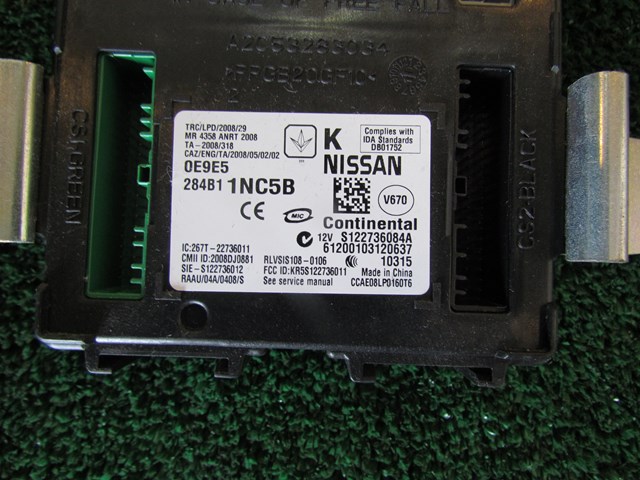 A2C53285034
CS1.GREEN
CS2-BLACK
TRC/LPD/2008/29
MR 4358 ANRT 2008
TA-2008/318
CAZ/ENG/TA/2008/05/02/02
0E9E5
284B1 1NC5B
K
NISSAN
Complies with
IDA Standards
DB01752
V670
CE
MIC
Continental
12V S122736084A
61200103120637
10315
IC:267T-22736011
CMII ID:2008DJ0881
SIE-S122736012
RAAU/04A/0408/S
RLVSIS108-0106
FCC ID:KR5S122736011
See service manual
Made in China
CCAE08LP0160T6